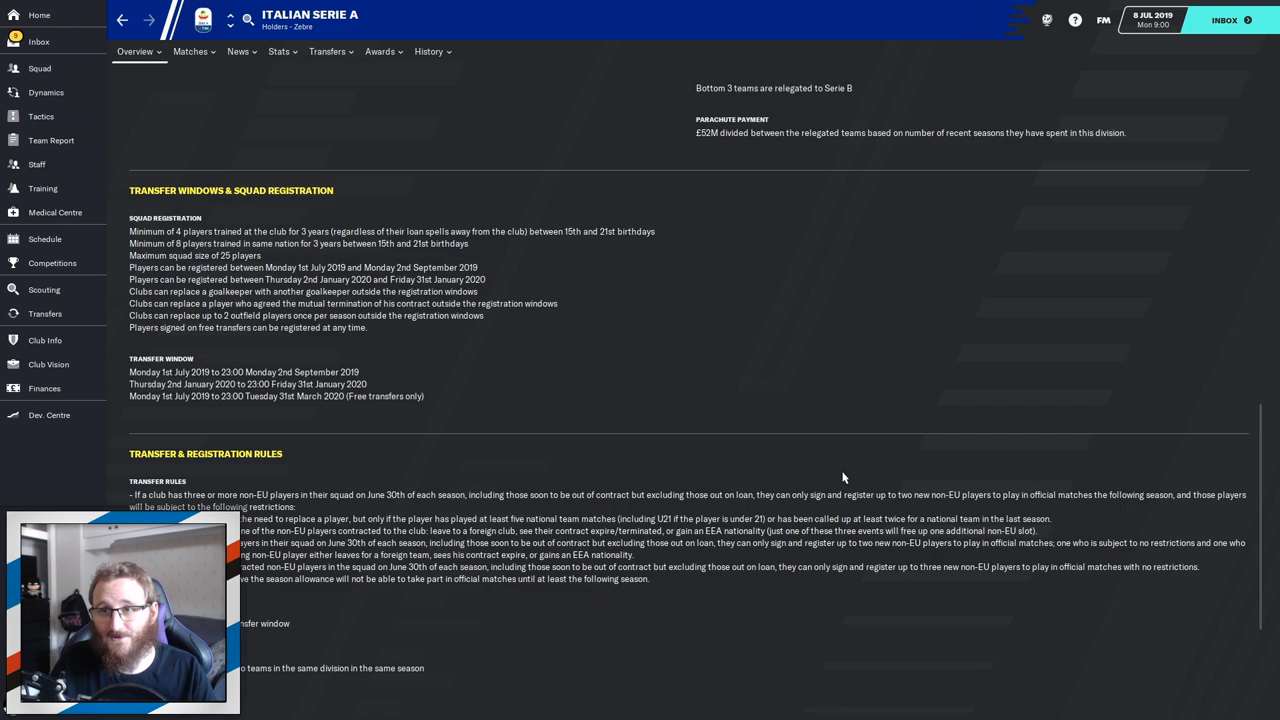 Home
Inbox
3
Squad
Dynamics
Tactics
Team Report
Staff
Training
Medical Centre
Schedule
Competitions
Scouting
Transfers
Club Info
Club Vision
Finances
Dev. Centre
ITALIAN SERIE A
Holders - Zebre
FM
8 JUL 2019
Mon 9:00
INBOX
Overview
Matches
News
Stats
Transfers
Awards
History
Bottom 3 teams are relegated to Serie B
PARACHUTE PAYMENT
£52M divided between the relegated teams based on number of recent seasons they have spent in this division.
TRANSFER WINDOWS & SQUAD REGISTRATION
SQUAD REGISTRATION
Minimum of 4 players trained at the club for 3 years (regardless of their loan spells away from the club) between 15th and 21st birthdays
Minimum of 8 players trained in same nation for 3 years between 15th and 21st birthdays
Maximum squad size of 25 players
Players can be registered between Monday 1st July 2019 and Monday 2nd September 2019
Players can be registered between Thursday 2nd January 2020 and Friday 31st January 2020
Clubs can replace a goalkeeper with another goalkeeper outside the registration windows
Clubs can replace a player who agreed the mutual termination of his contract outside the registration windows
Clubs can replace up to 2 outfield players once per season outside the registration windows
Players signed on free transfers can be registered at any time.
TRANSFER WINDOW
Monday 1st July 2019 to 23:00 Monday 2nd September 2019
Thursday 2nd January 2020 to 23:00 Friday 31st January 2020
Monday 1st July 2019 to 23:00 Tuesday 31st March 2020 (Free transfers only)
TRANSFER & REGISTRATION RULES
TRANSFER RULES
- If a club has three or more non-EU players in their squad on June 30th of each season, including those soon to be out of contract but excluding those out on loan, they can only sign and register up to two new non-EU players to play in official matches the following season, and those players
will be subject to the following restrictions:
the need to replace a player, but only if the player has played at least five national team matches (including U21 if the player is under 21) or has been called up at least twice for a national team in the last season.
ne of the non-EU players contracted to the club: leave to a foreign club, see their contract expire/terminated, or gain an EEA nationality (just one of these three events will free up one additional non-EU slot).
yers in their squad on June 30th of each season, including those soon to be out of contract but excluding those out on loan, they can only sign and register up to two new non-EU players to play in official matches; one who is subject to no restrictions and one who
ng non-EU player either leaves for a foreign team, sees his contract expire, or gains an EEA nationality.
racted non-EU players in the squad on June 30th of each season, including those soon to be out of contract but excluding those out on loan, they can only sign and register up to three new non-EU players to play in official matches with no restrictions.
ve the season allowance will not be able to take part in official matches until at least the following season.
nsfer window
o teams in the same division in the same season